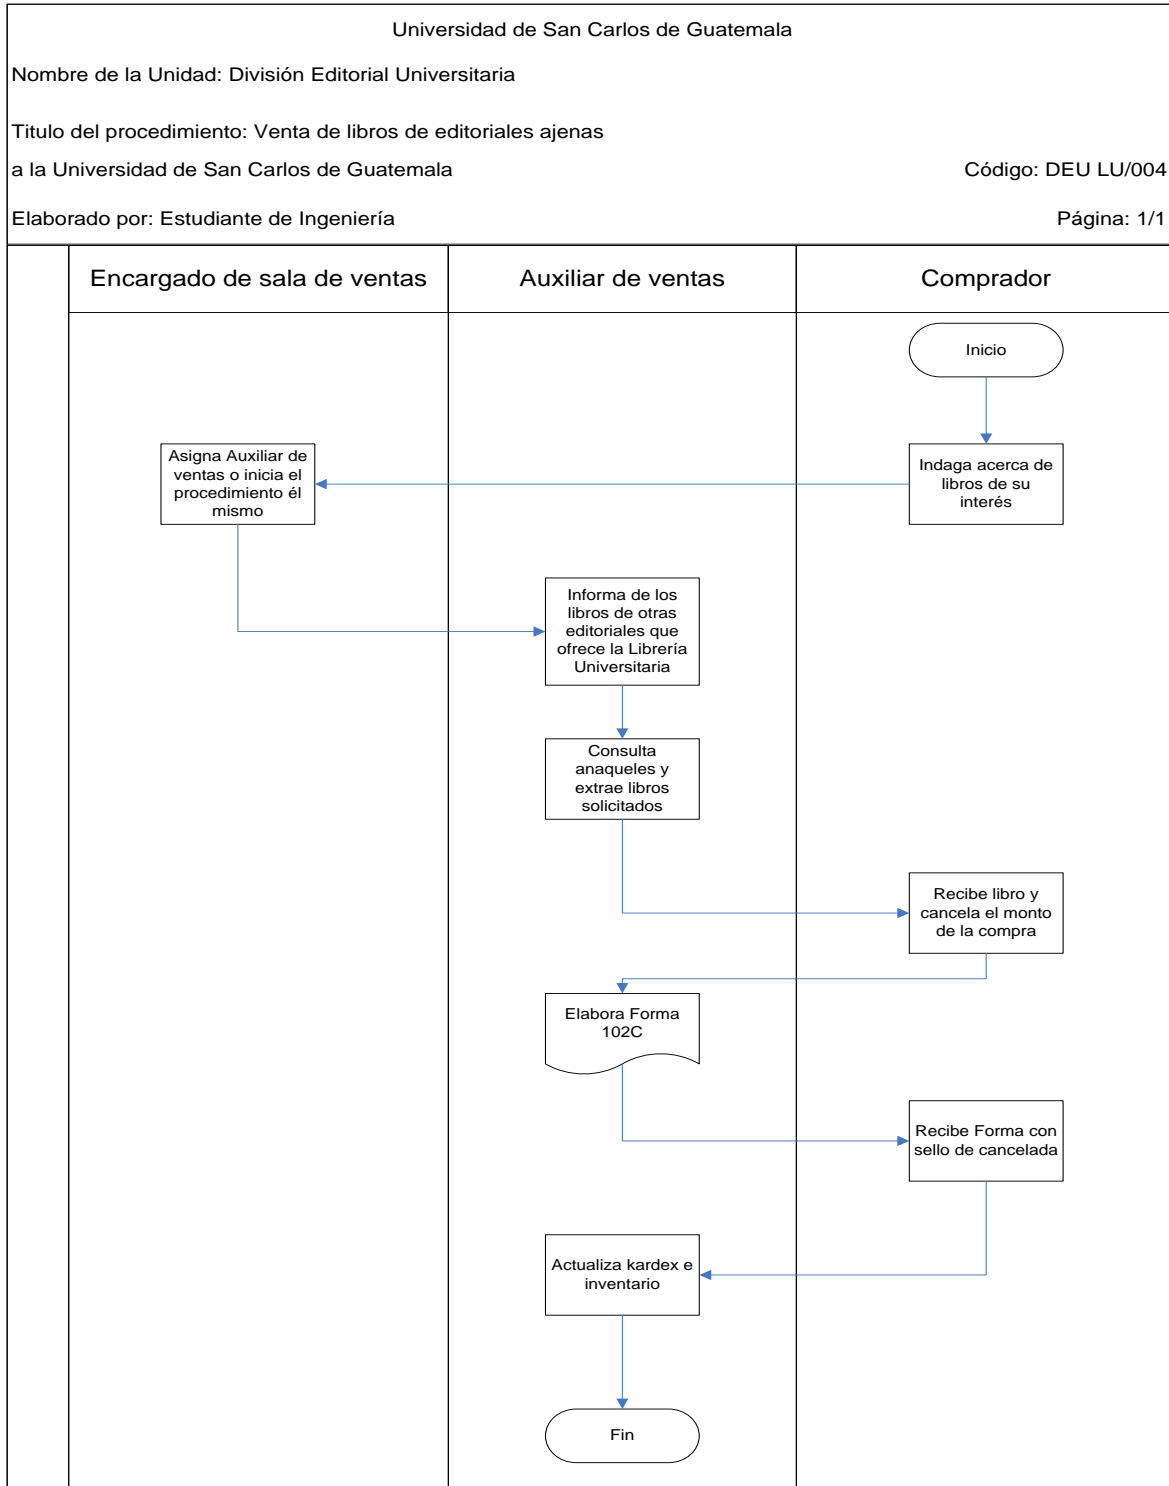 Universidad de San Carlos de Guatemala
Nombre de la Unidad: División Editorial Universitaria
Titulo del procedimiento: Venta de libros de editoriales ajenas
a la Universidad de San Carlos de Guatemala
Código: DEU LU/004
Elaborado por: Estudiante de Ingeniería
Página: 1/1
Encargado de sala de ventas
Auxiliar de ventas
Comprador
Inicio
Indaga acerca de
libros de su
interés
Asigna Auxiliar de
ventas o inicia el
procedimiento él
mismo
Informa de los
libros de otras
editoriales que
ofrece la Librería
Universitaria
Consulta
anaqueles y
extrae libros
solicitados
Recibe libro y
cancela el monto
de la compra
Elabora Forma
102C
Recibe Forma con
sello de cancelada
Actualiza kardex e
inventario
Fin